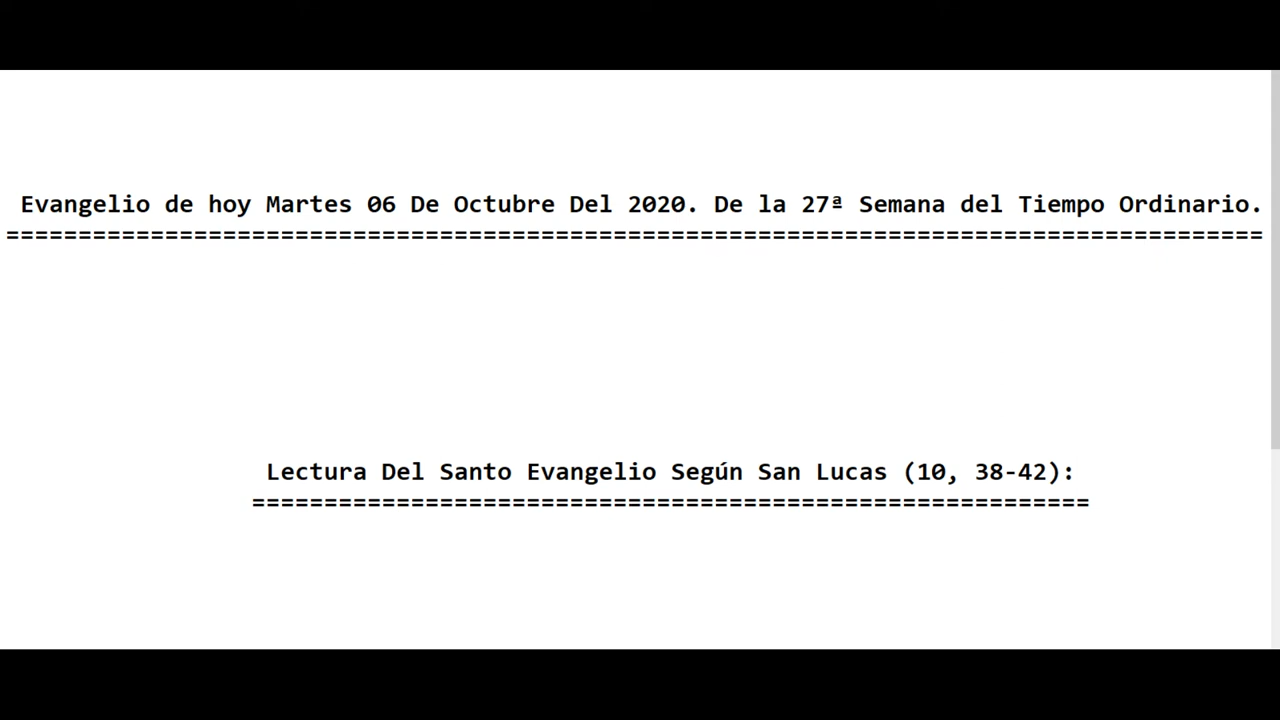 Evangelio de hoy Martes 06 De Octubre Del 2020. De la 27ª Semana del Tiempo Ordinario.
=======================================================================================
Lectura Del Santo Evangelio Según San Lucas (10, 38-42):
==========================================================